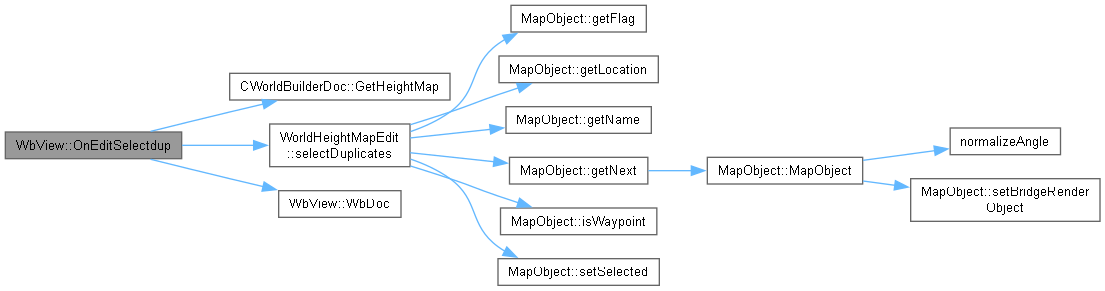 MapObject::getFlag
MapObject::getLocation
CWorldBuilderDoc::GetHeightMap
MapObject::getName
normalizeAngle
WbView::OnEditSelectdup
WorldHeightMapEdit
::selectDuplicates
MapObject::getNext
MapObject::MapObject
MapObject::setBridgeRender
Object
WbView::WbDoc
MapObject::isWaypoint
MapObject::setSelected